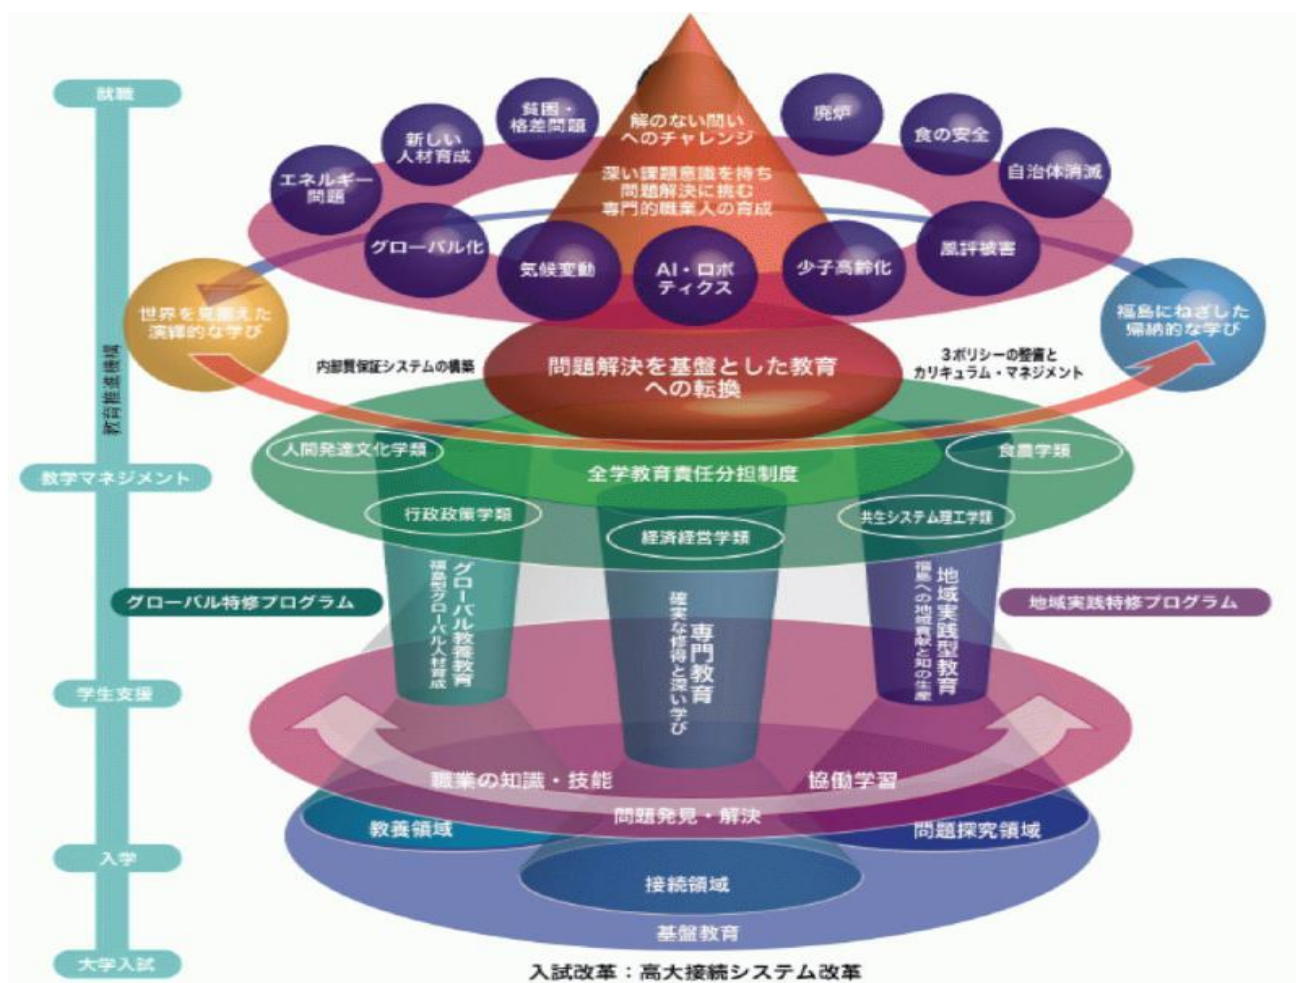 就職
貧困・
格差問題
新しい
人材育成
エネルギー
問題
解のない問い
へのチャレンジ
深い課題意識を持ち
問題解決に挑む
専門的職業人の育成
廃炉
食の安全
自治体消滅
グローバル化
気候変動
AI・ロボ
ティクス
少子高齢化
風評被害
世界を見据えた
演繹的な学び
福島にねざした
帰納的な学び
教育推進機構
内部質保証システムの構築
問題解決を基盤とした教育
への転換
3ポリシーの整備と
カリキュラム・マネジメント
人間発達文化学類
食農学類
全学教育責任分担制度
教学マネジメント
行政政策学類
経済経営学類
共生システム理工学類
グローバル特修プログラム
グローバル教養教育
福島型グローバル人材育成
専門教育
確実な修得と深い学び
地域実践型教育
福島への地域貢献と知の生産
地域実践特修プログラム
学生支援
職業の知識・技能
協働学習
問題発見・解決
教養領域
問題探究領域
入学
接続領域
基盤教育
大学入試
入試改革：高大接続システム改革